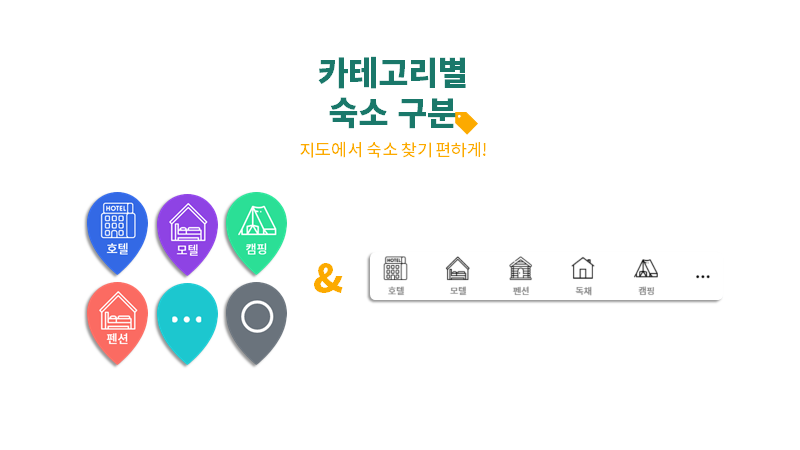 카테고리별
숙소 구분
지도에서 숙소 찾기 편하게!
HOTEL
호텔
모텔
캠핑
펜션
...
&
HOTEL
호텔
모텔
펜션
독채
캠핑
...